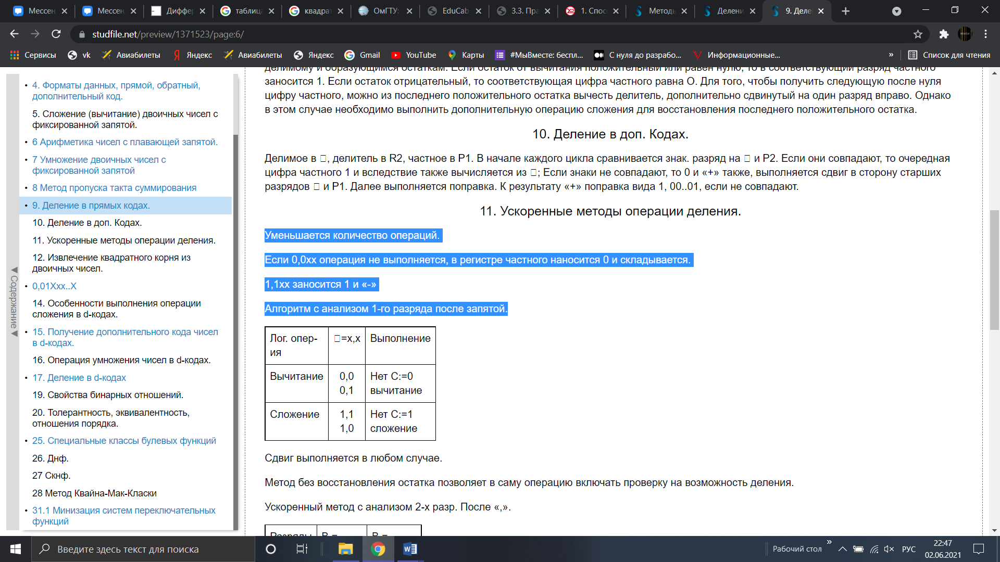 Мессен
Мессен
Диффер
таблица
квадрат
ОмГТУ:
EduCab
3.3. Пра
1. Спос
Методы
Делени
9. Деле
studfile.net/preview/1371523/page:6/
Сервисы
vk
Авиабилеты
Яндекс
Авиабилеты
Яндекс
Gmail
YouTube
Карты
#МыВместе: беспл...
С нуля до разрабо...
Информационные...
»
Список для чтения
◀ Содержание ◀
4. Форматы данных, прямой, обратный,
дополнительный код.
5. Сложение (вычитание) двоичных чисел с
фиксированной запятой.
6 Арифметика чисел с плавающей запятой.
7 Умножение двоичных чисел с
фиксированной запятой
8 Метод пропуска такта суммирования
9. Деление в прямых кодах.
10. Деление в доп. Кодах.
11. Ускоренные методы операции деления.
12. Извлечение квадратного корня из
двоичных чисел.
0,01Xxx..X
14. Особенности выполнения операции
сложения в d-кодах.
15. Получение дополнительного кода чисел
в d-кодах.
16. Операция умножения чисел в d-кодах.
17. Деление в d-кодах
19. Свойства бинарных отношений.
20. Толерантность, эквивалентность,
отношения порядка.
25. Специальные классы булевых функций
26. Днф.
27 Скнф.
28 Метод Квайна-Мак-Класки
31.1 Минизация систем переключательных
функций
делимому и образующимся остаткам. Если остаток от вычитания положительный или равен нулю, то в соответствующий разряд частного
заносится 1. Если остаток отрицательный, то соответствующая цифра частного равна О. Для того, чтобы получить следующую после нуля
цифру частного, можно из последнего положительного остатка вычесть делитель, дополнительно сдвинутый на один разряд вправо. Однако
в этом случае необходимо выполнить дополнительную операцию сложения для восстановления последнего положительного остатка.
10. Деление в доп. Кодах.
Делимое в , делитель в R2, частное в Р1. В начале каждого цикла сравнивается знак. разряд на  и Р2. Если они совпадают, то очередная
цифра частного 1 и вследствие также вычисляется из ; Если знаки не совпадают, то 0 и «+» также, выполняется сдвиг в сторону старших
разрядов  и Р1. Далее выполняется поправка. К результату «+» поправка вида 1, 00..01, если не совпадают.
11. Ускоренные методы операции деления.
Уменьшается количество операций.
Если 0,0хх операция не выполняется, в регистре частного наносится 0 и складывается.
1,1хх заносится 1 и «-»
Алгоритм с анализом 1-го разряда после запятой.
Лог. опер-
ия
=х,х
Выполнение
Вычитание
0,0
0,1
Нет С:=0
вычитание
Сложение
1,1
1,0
Нет С:=1
сложение
Сдвиг выполняется в любом случае.
Метод без восстановления остатка позволяет в саму операцию включать проверку на возможность деления.
Ускоренный метод с анализом 2-х разр. После «,».
Разряды
В =
В =
Введите здесь текст для поиска
Рабочий стол
»
РУС
22:47
02.06.2021